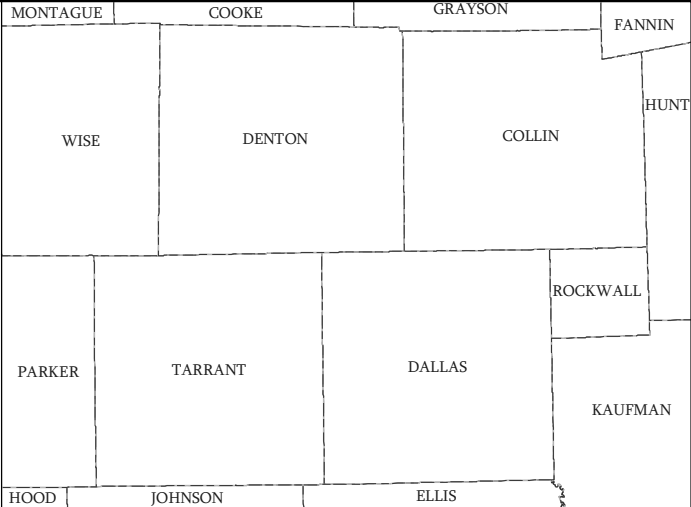 MONTAGUE
COOKE
GRAYSON
FANNIN
HUNT
WISE
DENTON
COLLIN
ROCKWALL
PARKER
TARRANT
DALLAS
KAUFMAN
HOOD
JOHNSON
ELLIS